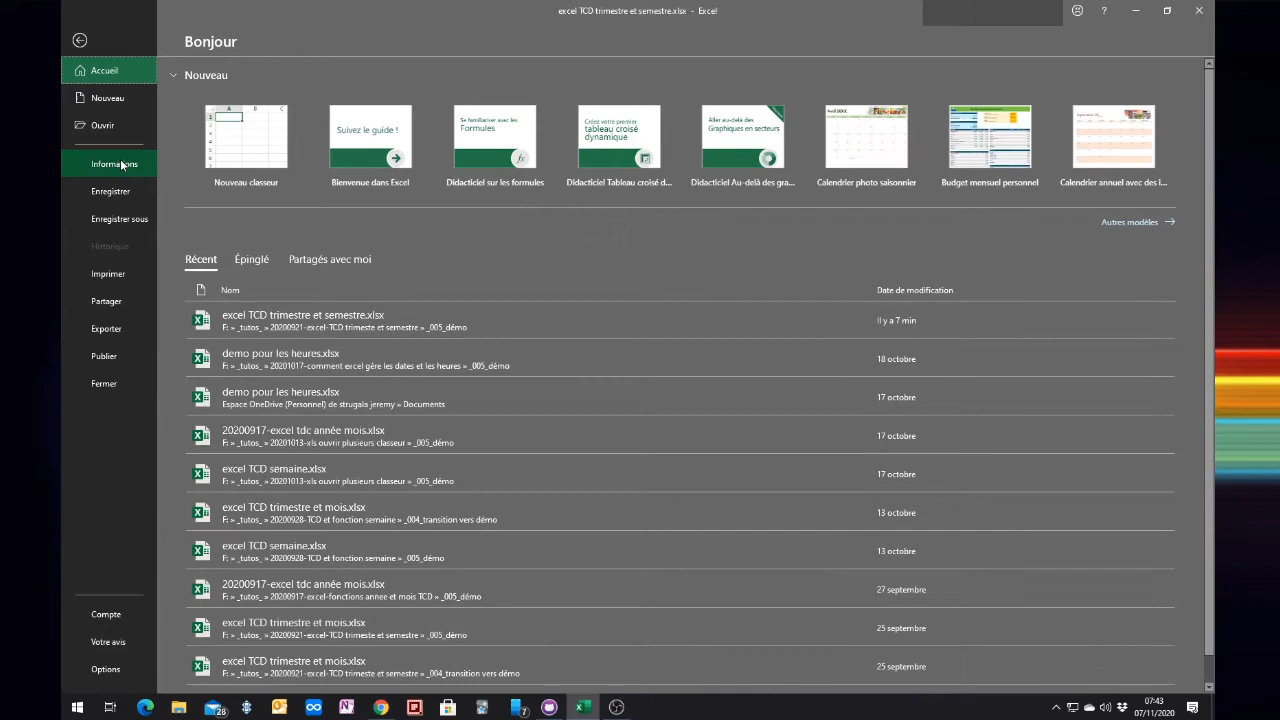 excel TCD trimestre et semestre.xlsx - Excel
?
Bonjour
Accueil
Nouveau
Ouvrir
Informations
Enregistrer
Enregistrer sous
Historique
Imprimer
Partager
Exporter
Publier
Fermer
Compte
Votre avis
Options
Nouveau
A B C
1
2
3
4
5
6
7
Suivez le guide !
Se familiariser avec les
Formules
fx
Créez votre premier
tableau croisé
dynamique
Aller au-delà des
Graphiques en secteurs
Nouveau classeur
Bienvenue dans Excel
Didacticiel sur les formules
Didacticiel Tableau croisé d...
Didacticiel Au-delà des gra...
Calendrier photo saisonnier
Budget mensuel personnel
Calendrier annuel avec des i...
Autres modèles
Récent Épinglé Partagés avec moi
Nom Date de modification
excel TCD trimestre et semestre.xlsx
F: » _tutos_ » 20200921-excel-TCD trimeste et semestre » _005_démo
Il y a 7 min
demo pour les heures.xlsx
F: » _tutos_ » 20201017-comment excel gère les dates et les heures » _005_démo
18 octobre
demo pour les heures.xlsx
Espace OneDrive (Personnel) de strugala jeremy » Documents
17 octobre
20200917-excel tdc année mois.xlsx
F: » _tutos_ » 20201013-xls ouvrir plusieurs classeur » _005_démo
17 octobre
excel TCD semaine.xlsx
F: » _tutos_ » 20201013-xls ouvrir plusieurs classeur » _005_démo
17 octobre
excel TCD trimestre et mois.xlsx
F: » _tutos_ » 20200928-TCD et fonction semaine » _004_transition vers démo
13 octobre
excel TCD semaine.xlsx
F: » _tutos_ » 20200928-TCD et fonction semaine » _005_démo
13 octobre
20200917-excel tdc année mois.xlsx
F: » _tutos_ » 20200917-excel-fonctions annee et mois TCD » _005_démo
27 septembre
excel TCD trimestre et mois.xlsx
F: » _tutos_ » 20200921-excel-TCD trimeste et semestre » _005_démo
25 septembre
excel TCD trimestre et mois.xlsx
F: » _tutos_ » 20200921-excel-TCD trimeste et semestre » _004_transition vers démo
25 septembre
28
7
07:43
07/11/2020